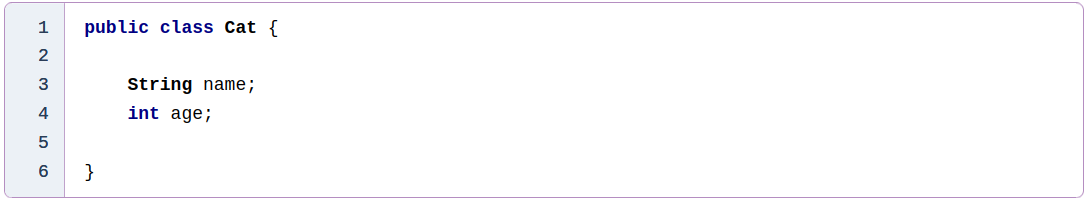 1 public class Cat {
2
3     String name;
4     int age;
5
6 }